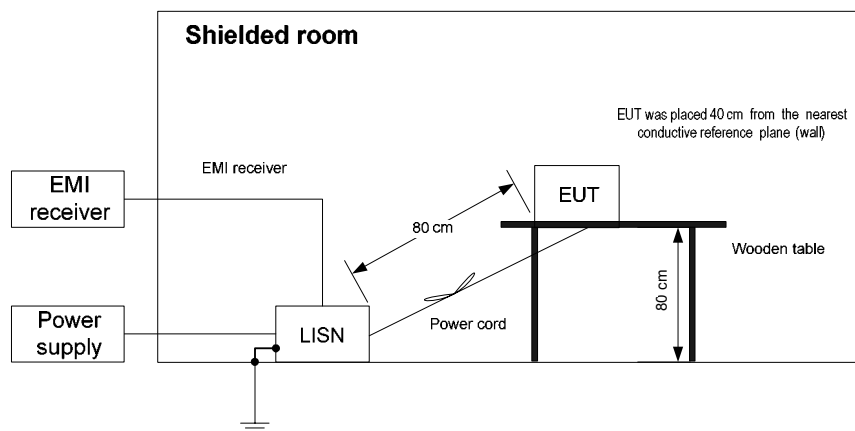 Shielded room
EUT was placed 40 cm from the nearest
conductive reference plane (wall)
EMI receiver
EMI
receiver
EUT
80 cm
Wooden table
80 cm
Power
supply
LISN
Power cord